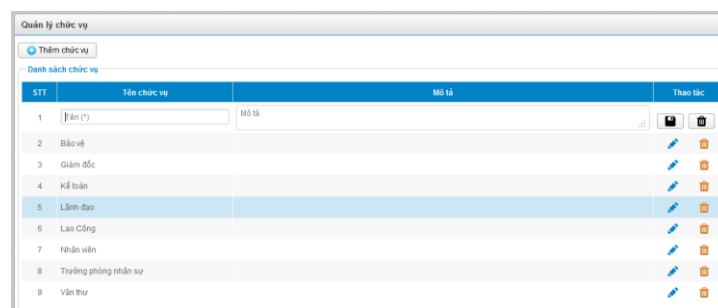 Quản lý chức vụ
Thêm chức vụ
Danh sách chức vụ
STT Tên chức vụ Mô tả Thao tác
1 Tên (*) Mô tả
2 Bảo vệ
3 Giám đốc
4 Kế toán
5 Lãnh đạo
6 Lao Công
7 Nhân viên
8 Trưởng phòng nhân sự
9 Văn thư